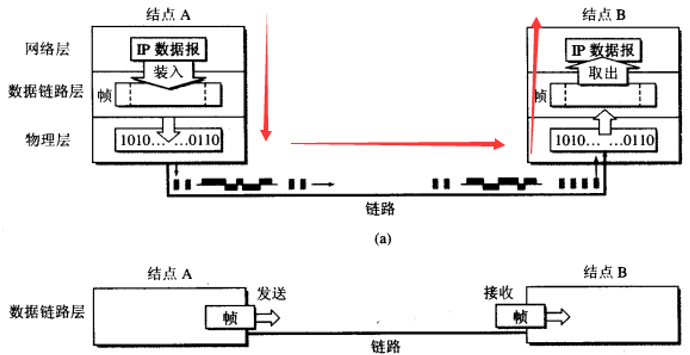 结点 A
结点 B
网络层
IP 数据报
IP 数据报
装入
取出
数据链路层
帧
帧
物理层
1010… …0110
1010… …0110
链路
(a)
结点 A
结点 B
数据链路层
发送
接收
帧
帧
链路